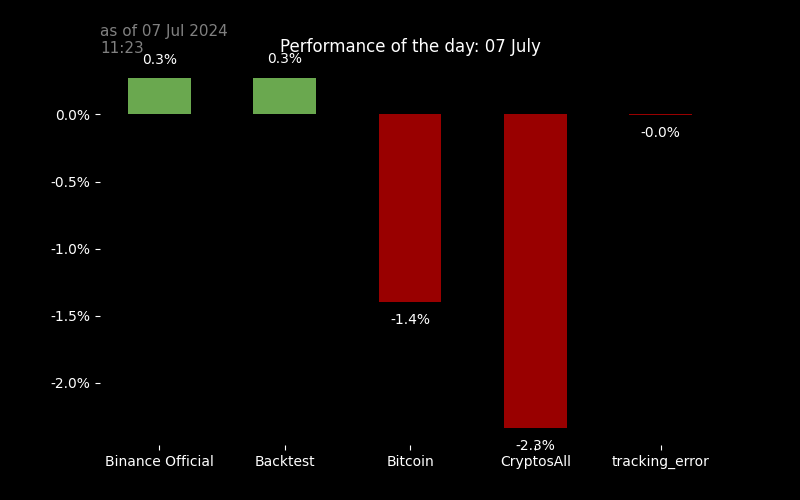 as of 07 Jul 2024
11:23
Performance of the day: 07 July
0.3%
0.3%
0.0%
-0.0%
-0.5%
-1.0%
-1.5%
-1.4%
-2.0%
-2.3%
Binance Official
Backtest
Bitcoin
CryptosAll
tracking_error